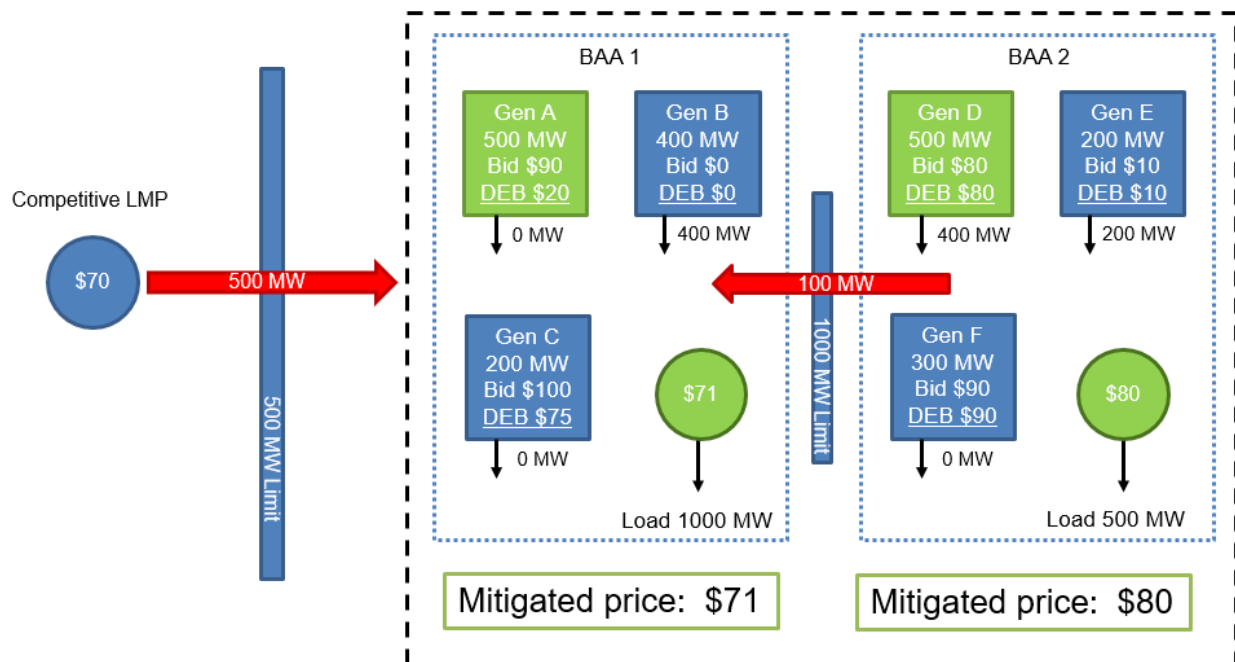 Competitive LMP
$70
500 MW
500 MW Limit
BAA 1
Gen A
500 MW
Bid $90
DEB $20
0 MW
Gen B
400 MW
Bid $0
DEB $0
400 MW
Gen C
200 MW
Bid $100
DEB $75
0 MW
$71
Load 1000 MW
100 MW
1000 MW Limit
BAA 2
Gen D
500 MW
Bid $80
DEB $80
400 MW
Gen E
200 MW
Bid $10
DEB $10
200 MW
Gen F
300 MW
Bid $90
DEB $90
0 MW
$80
Load 500 MW
Mitigated price: $71
Mitigated price: $80